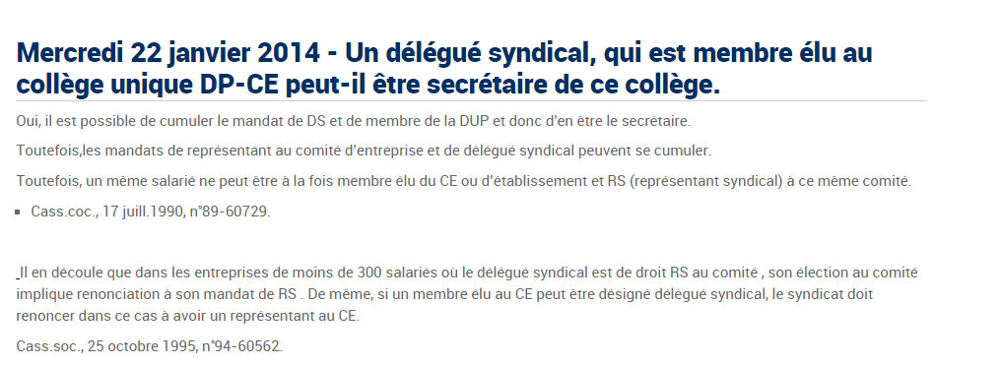 Mercredi 22 janvier 2014 - Un délégué syndical, qui est membre élu au
collège unique DP-CE peut-il être secrétaire de ce collège.
Oui, il est possible de cumuler le mandat de DS et de membre de la DUP et donc d'en être le secrétaire.
Toutefois,les mandats de représentant au comité d'entreprise et de délégué syndical peuvent se cumuler.
Toutefois, un même salarié ne peut être à la fois membre élu du CE ou d'établissement et RS (représentant syndical) à ce même comité.
▪ Cass.coc., 17 juill.1990, n°89-60729.
_Il en découle que dans les entreprises de moins de 300 salariés où le délégué syndical est de droit RS au comité , son élection au comité
implique renonciation à son mandat de RS . De même, si un membre élu au CE peut être désigné délégué syndical, le syndicat doit
renoncer dans ce cas à avoir un représentant au CE.
Cass.soc., 25 octobre 1995, n°94-60562.